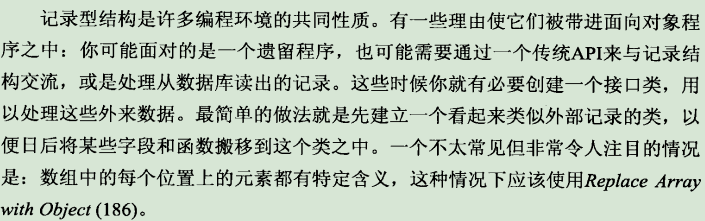 记录型结构是许多编程环境的共同性质。有一些理由使它们被带进面向对象程
序之中：你可能面对的是一个遗留程序，也可能需要通过一个传统API来与记录结
构交流，或是处理从数据库读出的记录。这些时候你就有必要创建一个接口类，用
以处理这些外来数据。最简单的做法就是先建立一个看起来类似外部记录的类，以
便日后将某些字段和函数搬移到这个类之中。一个不太常见但非常令人注目的情况
是：数组中的每个位置上的元素都有特定含义，这种情况下应该使用Replace Array
with Object (186)。